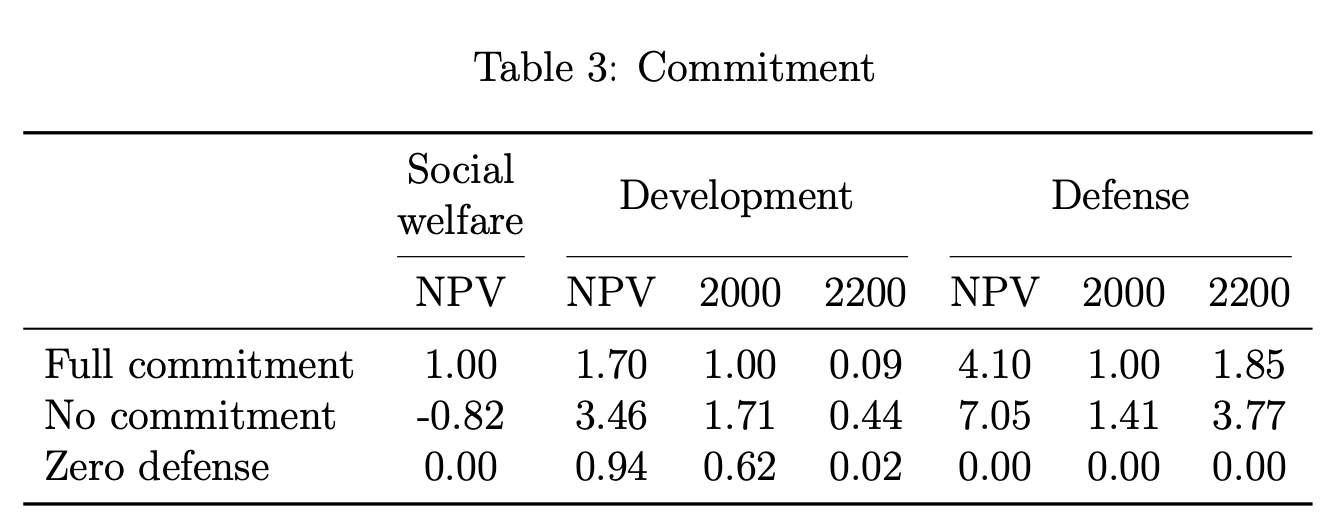 Table 3: Commitment
Social
welfare
Development
Defense
NPV NPV 2000 2200 NPV 2000 2200
Full commitment 1.00 1.70 1.00 0.09 4.10 1.00 1.85
No commitment -0.82 3.46 1.71 0.44 7.05 1.41 3.77
Zero defense 0.00 0.94 0.62 0.02 0.00 0.00 0.00